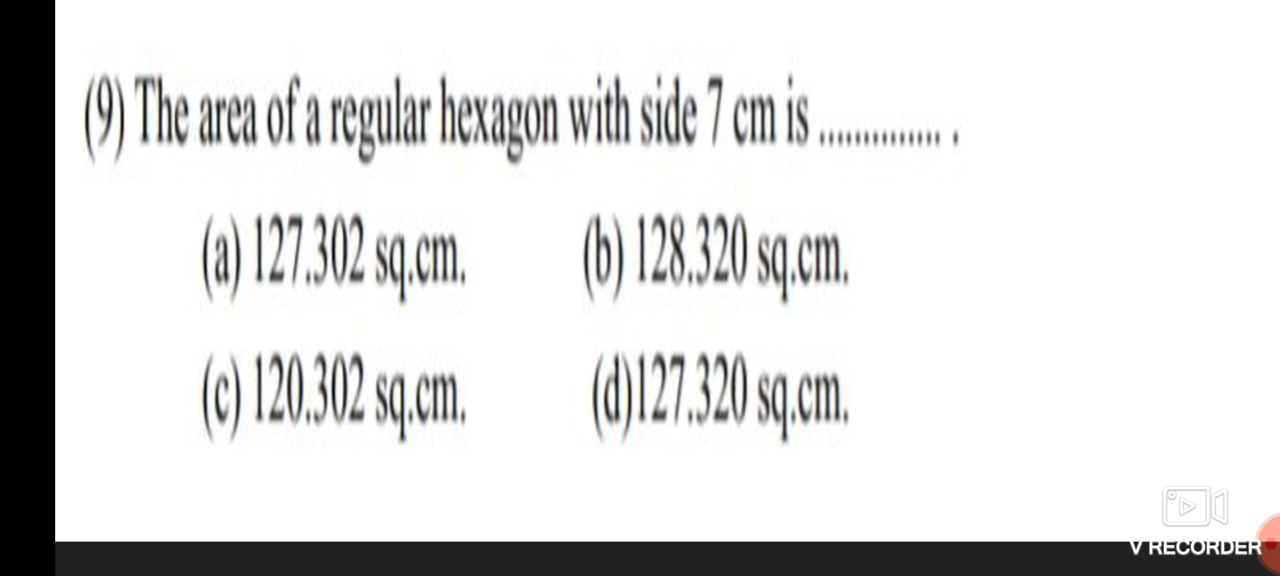 (9) The area of a regular hexagon with side 7 cm is .............. .
(a) 127.302 sq.cm. (b) 128.320 sq.cm.
(c) 120.302 sq.cm. (d)127.320 sq.cm.
V RECORDER